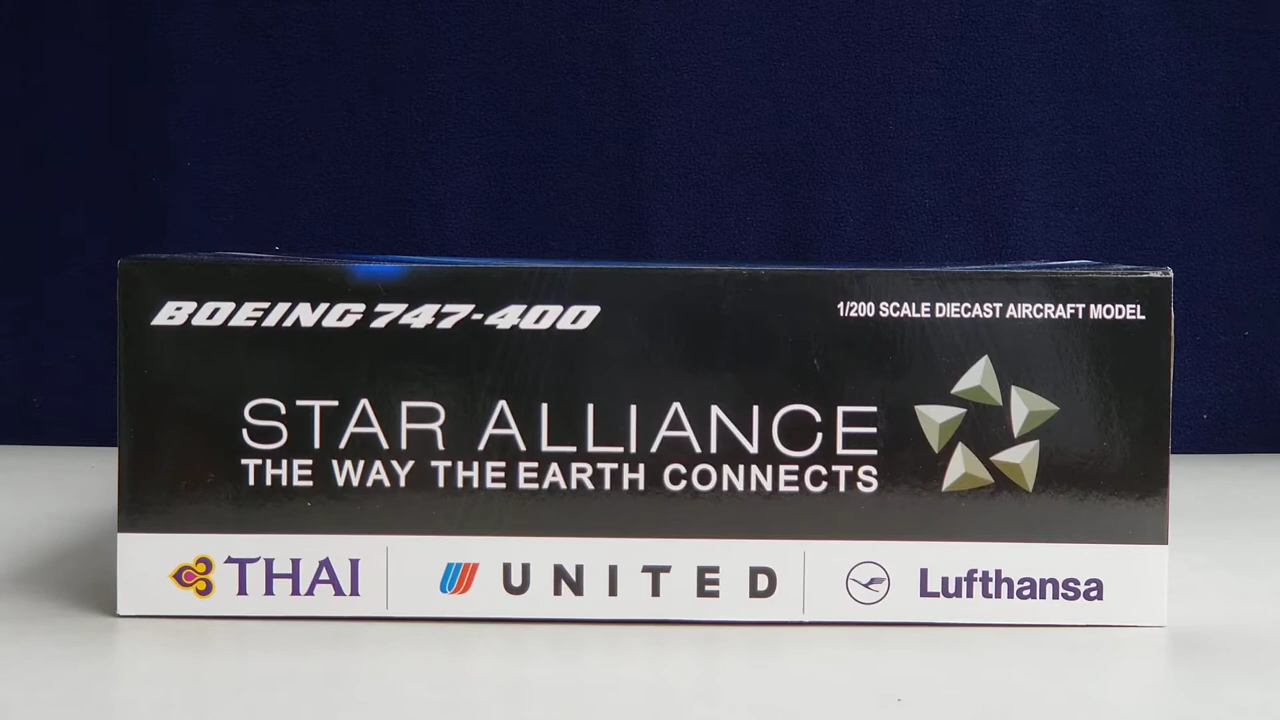 BOEING 747-400
1/200 SCALE DIECAST AIRCRAFT MODEL
STAR ALLIANCE
THE WAY THE EARTH CONNECTS
THAI
UNITED
Lufthansa